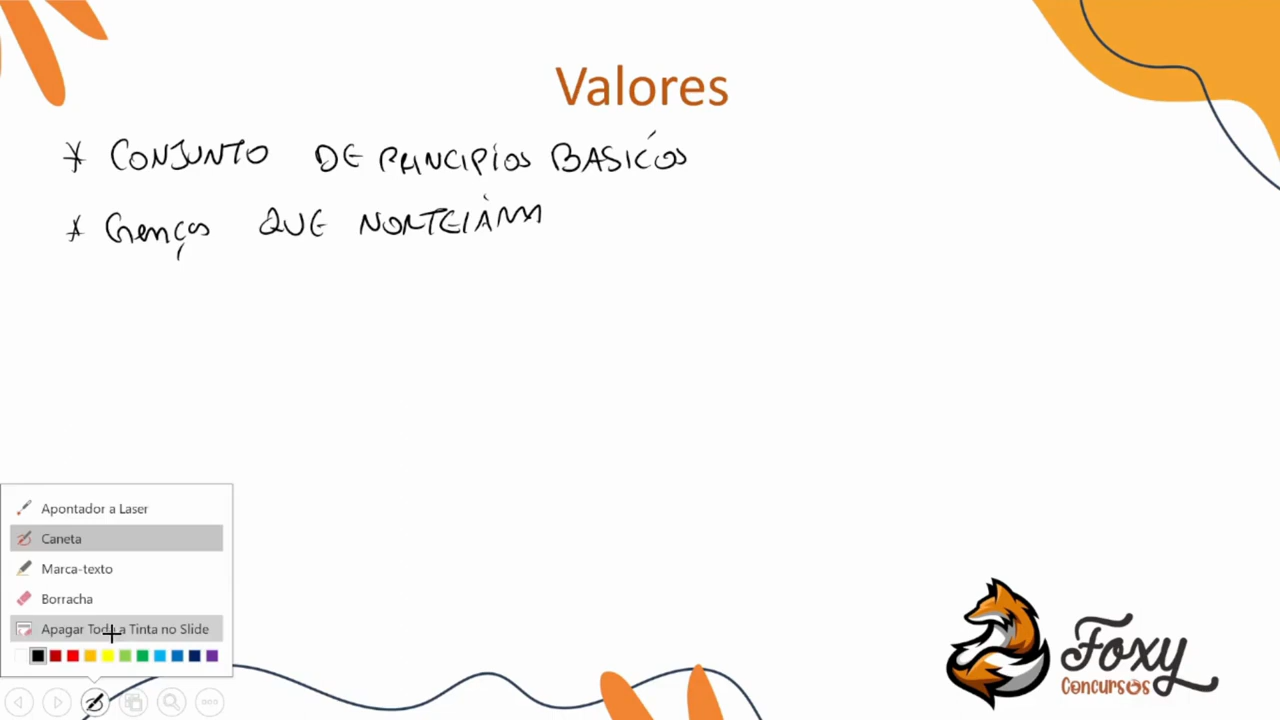 Valores
* CONJUNTO DE PRINCIPIOS BASICOS
* Crenças QUE
Apontador a Laser
Caneta
Marca-texto
Borracha
Apagar Toda a Tinta no Slide
Foxy
Concursos